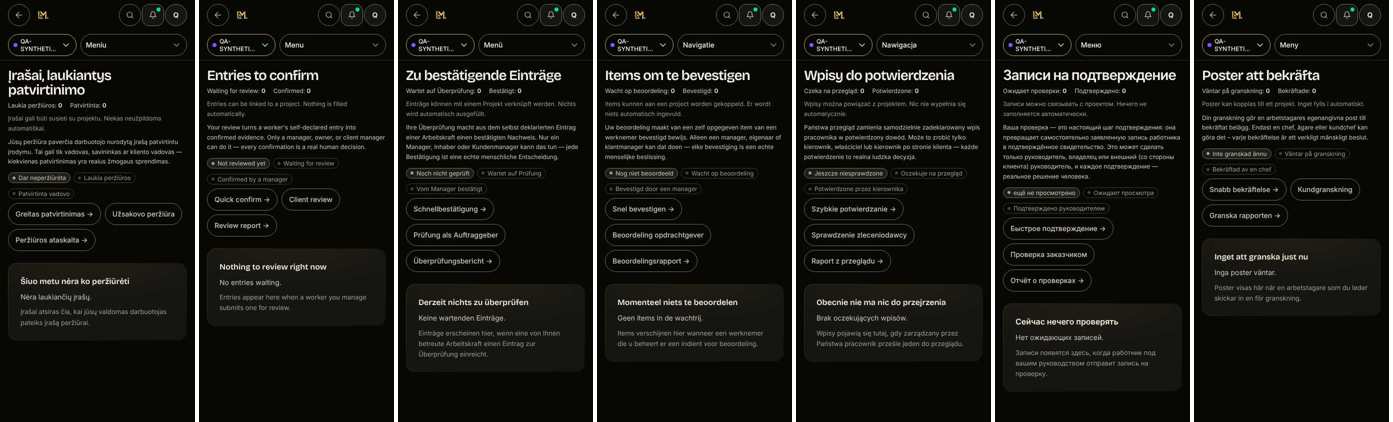 LM.
Q
QA-
SYNTHETI...
Meniu
Įrašai, laukiantys
patvirtinimo
Laukia peržiūros: 0 Patvirtinta: 0
Įrašai gali būti susieti su projektu. Niekas neužpildoma
automatiškai.
Jūsų peržiūra paverčia darbuotojo nurodytą įrašą patvirtintu
įrodymu. Tai gali tik vadovas, savininkas ar kliento vadovas —
kiekvienas patvirtinimas yra realus žmogaus sprendimas.
Dar neperžiūrėta Laukia peržiūros
Patvirtinta vadovo
Greitas patvirtinimas → Užsakovo peržiūra
Peržiūros ataskaita →
Šiuo metu nėra ko peržiūrėti
Nėra laukiančių įrašų.
Įrašai atsiras čia, kai jūsų valdomas darbuotojas
pateiks įrašą peržiūrai.
LM.
Q
QA-
SYNTHETI...
Menu
Entries to confirm
Waiting for review: 0 Confirmed: 0
Entries can be linked to a project. Nothing is filled
automatically.
Your review turns a worker's self-declared entry into
confirmed evidence. Only a manager, owner, or client manager
can do it — every confirmation is a real human decision.
Not reviewed yet Waiting for review
Confirmed by a manager
Quick confirm → Client review
Review report →
Nothing to review right now
No entries waiting.
Entries appear here when a worker you manage
submits one for review.
LM.
Q
QA-
SYNTHETI...
Menü
Zu bestätigende Einträge
Wartet auf Überprüfung: 0 Bestätigt: 0
Einträge können mit einem Projekt verknüpft werden. Nichts
wird automatisch ausgefüllt.
Ihre Überprüfung macht aus dem selbst deklarierten Eintrag
einer Arbeitskraft einen bestätigten Nachweis. Nur ein
Manager, Inhaber oder Kundenmanager kann das tun — jede
Bestätigung ist eine echte menschliche Entscheidung.
Noch nicht geprüft Wartet auf Prüfung
Vom Manager bestätigt
Schnellbestätigung →
Prüfung als Auftraggeber
Überprüfungsbericht →
Derzeit nichts zu überprüfen
Keine wartenden Einträge.
Einträge erscheinen hier, wenn eine von Ihnen
betreute Arbeitskraft einen Eintrag zur
Überprüfung einreicht.
LM.
Q
QA-
SYNTHETI...
Navigatie
Items om te bevestigen
Wacht op beoordeling: 0 Bevestigd: 0
Items kunnen aan een project worden gekoppeld. Er wordt
niets automatisch ingevuld.
Uw beoordeling maakt van een zelf opgegeven item van een
werknemer bevestigd bewijs. Alleen een manager, eigenaar of
klantmanager kan dat doen — elke bevestiging is een echte
menselijke beslissing.
Nog niet beoordeeld Wacht op beoordeling
Bevestigd door een manager
Snel bevestigen →
Beoordeling opdrachtgever
Beoordelingsrapport →
Momenteel niets te beoordelen
Geen items in de wachtrij.
Items verschijnen hier wanneer een werknemer
die u beheert er een indient voor beoordeling.
LM.
Q
QA-
SYNTHETI...
Nawigacja
Wpisy do potwierdzenia
Czeka na przegląd: 0 Potwierdzono: 0
Wpisy można powiązać z projektem. Nic nie wypełnia się
automatycznie.
Państwa przegląd zamienia samodzielnie zadeklarowany wpis
pracownika w potwierdzony dowód. Może to zrobić tylko
kierownik, właściciel lub kierownik po stronie klienta — każde
potwierdzenie to realna ludzka decyzja.
Jeszcze niesprawdzone Oczekuje na przegląd
Potwierdzone przez kierownika
Szybkie potwierdzanie →
Sprawdzenie zleceniodawcy
Raport z przeglądu →
Obecnie nie ma nic do przejrzenia
Brak oczekujących wpisów.
Wpisy pojawią się tutaj, gdy zarządzany przez
Państwa pracownik prześle jeden do przeglądu.
LM.
Q
QA-
SYNTHETI...
Меню
Записи на подтверждение
Ожидает проверки: 0 Подтверждено: 0
Записи можно связывать с проектом. Ничего не
заполняется автоматически.
Ваша проверка — это настоящий шаг подтверждения: она
превращает самостоятельно заявленную запись работника
в подтверждённое свидетельство. Это может сделать
только руководитель, владелец или внешний (со стороны
клиента) руководитель, и каждое подтверждение —
реальное решение человека.
ещё не просмотрено Ожидает просмотра
Подтверждено руководителем
Быстрое подтверждение →
Проверка заказчиком
Отчёт о проверках →
Сейчас нечего проверять
Нет ожидающих записей.
Записи появятся здесь, когда работник под
вашим руководством отправит запись на
проверку.
LM.
Q
QA-
SYNTHETI...
Meny
Poster att bekräfta
Väntar på granskning: 0 Bekräftade: 0
Poster kan kopplas till ett projekt. Inget fylls i automatiskt.
Din granskning gör en arbetstagares egenangivna post till
bekräftat belägg. Endast en chef, ägare eller kundchef kan
göra det – varje bekräftelse är ett verkligt mänskligt beslut.
Inte granskad ännu Väntar på granskning
Bekräftad av en chef
Snabb bekräftelse → Kundgranskning
Granska rapporten →
Inget att granska just nu
Inga poster väntar.
Poster visas här när en arbetstagare som du leder
skickar in en för granskning.